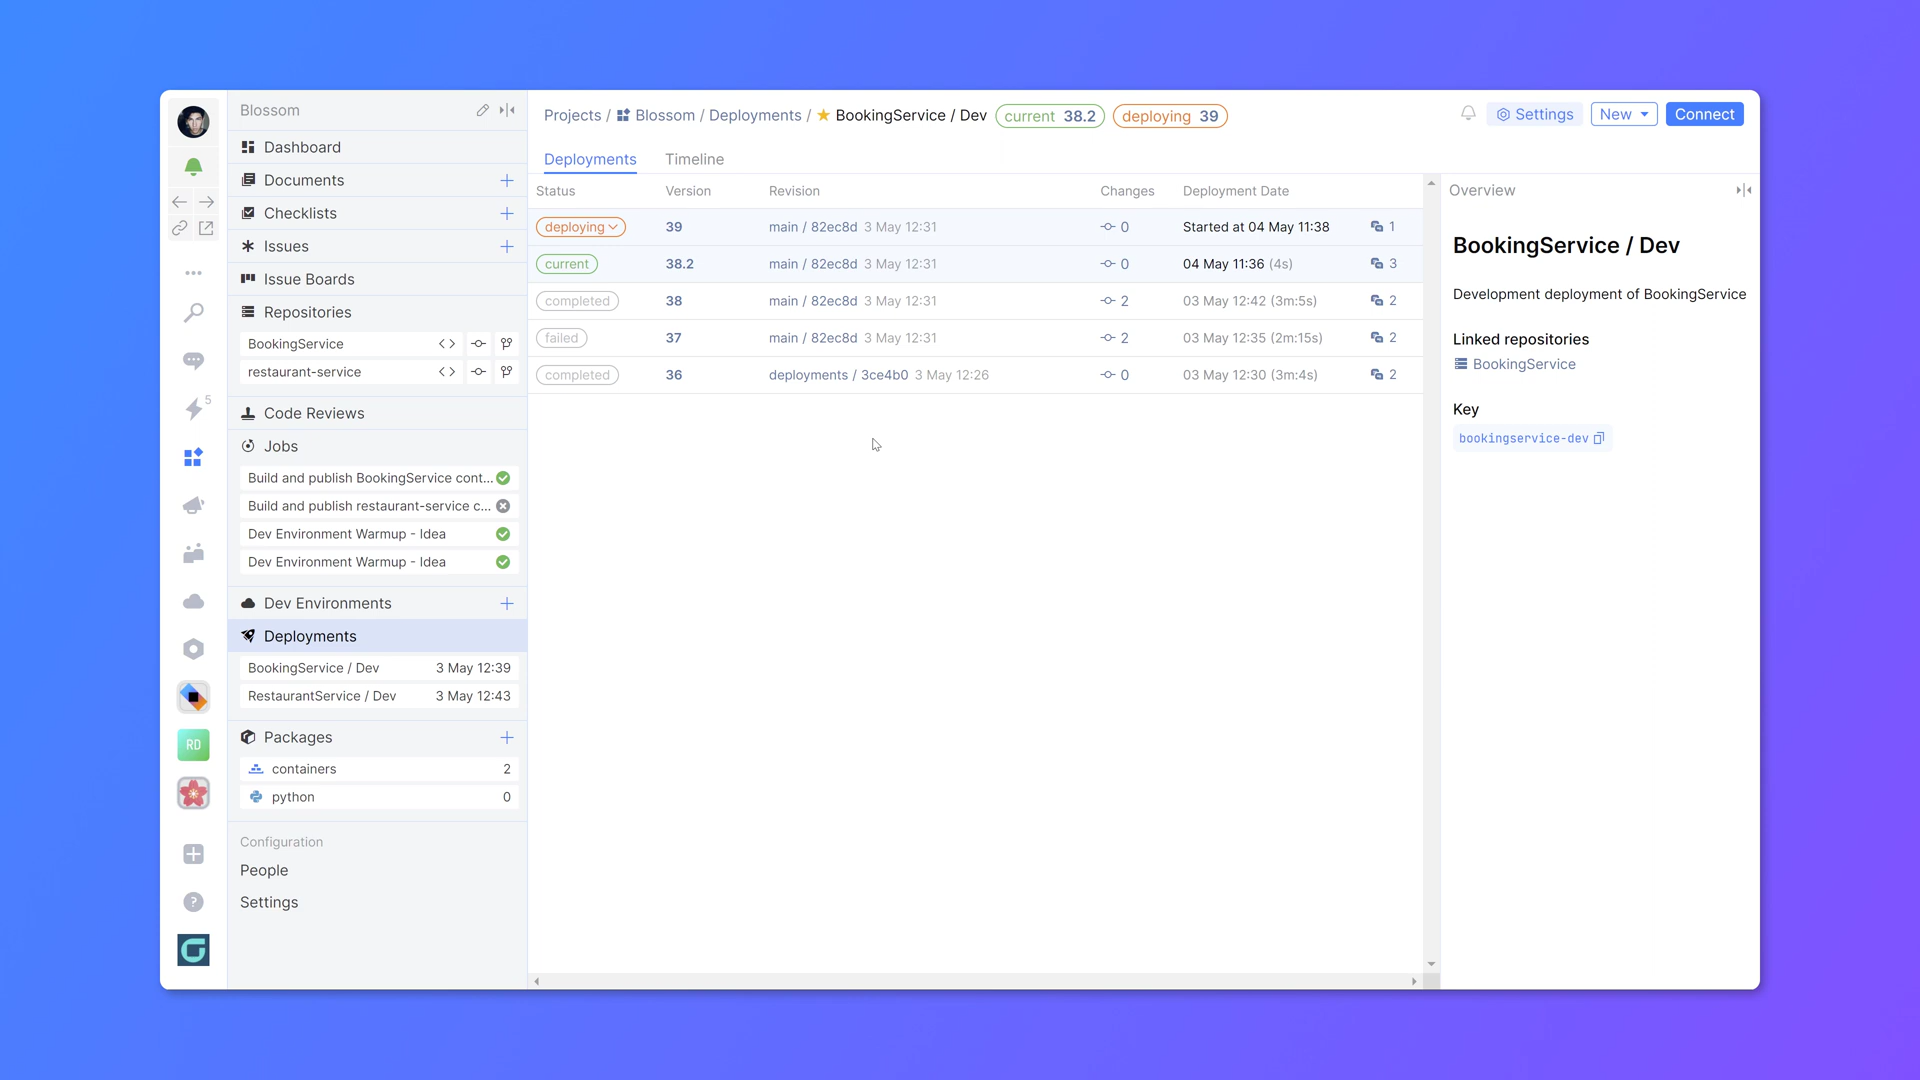 Blossom
Dashboard
Documents
Checklists
Issues
Issue Boards
Repositories
BookingService
restaurant-service
Code Reviews
Jobs
Build and publish BookingService cont...
Build and publish restaurant-service c...
Dev Environment Warmup - Idea
Dev Environment Warmup - Idea
Dev Environments
Deployments
BookingService / Dev 3 May 12:39
RestaurantService / Dev 3 May 12:43
Packages
containers 2
python 0
Configuration
People
Settings
5
RD
Projects / Blossom / Deployments / BookingService / Dev current 38.2 deploying 39
Settings New Connect
Deployments Timeline
Status Version Revision Changes Deployment Date
deploying 39 main / 82ec8d 3 May 12:31 0 Started at 04 May 11:38 1
current 38.2 main / 82ec8d 3 May 12:31 0 04 May 11:36 (4s) 3
completed 38 main / 82ec8d 3 May 12:31 2 03 May 12:42 (3m:5s) 2
failed 37 main / 82ec8d 3 May 12:31 2 03 May 12:35 (2m:15s) 2
completed 36 deployments / 3ce4b0 3 May 12:26 0 03 May 12:30 (3m:4s) 2
Overview
BookingService / Dev
Development deployment of BookingService
Linked repositories
BookingService
Key
bookingservice-dev